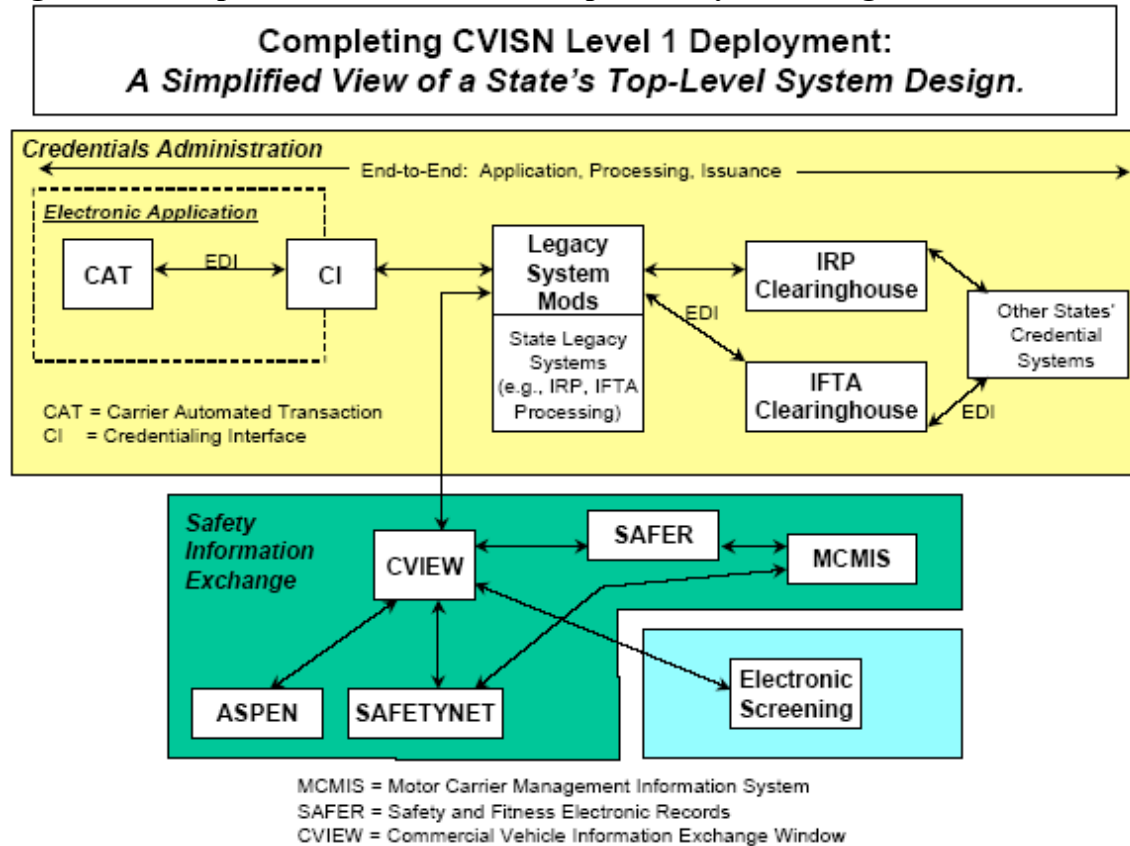 Completing CVISN Level 1 Deployment:
A Simplified View of a State's Top-Level System Design.
Credentials Administration
End-to-End: Application, Processing, Issuance
Electronic Application
CAT
EDI
CI
Legacy
System
Mods
State Legacy
Systems
(e.g., IRP, IFTA
Processing)
IRP
Clearinghouse
EDI
IFTA
Clearinghouse
Other States'
Credential
Systems
EDI
CAT = Carrier Automated Transaction
CI = Credentialing Interface
Safety
Information
Exchange
CVIEW
SAFER
MCMIS
ASPEN
SAFETYNET
Electronic
Screening
MCMIS = Motor Carrier Management Information System
SAFER = Safety and Fitness Electronic Records
CVIEW = Commercial Vehicle Information Exchange Window